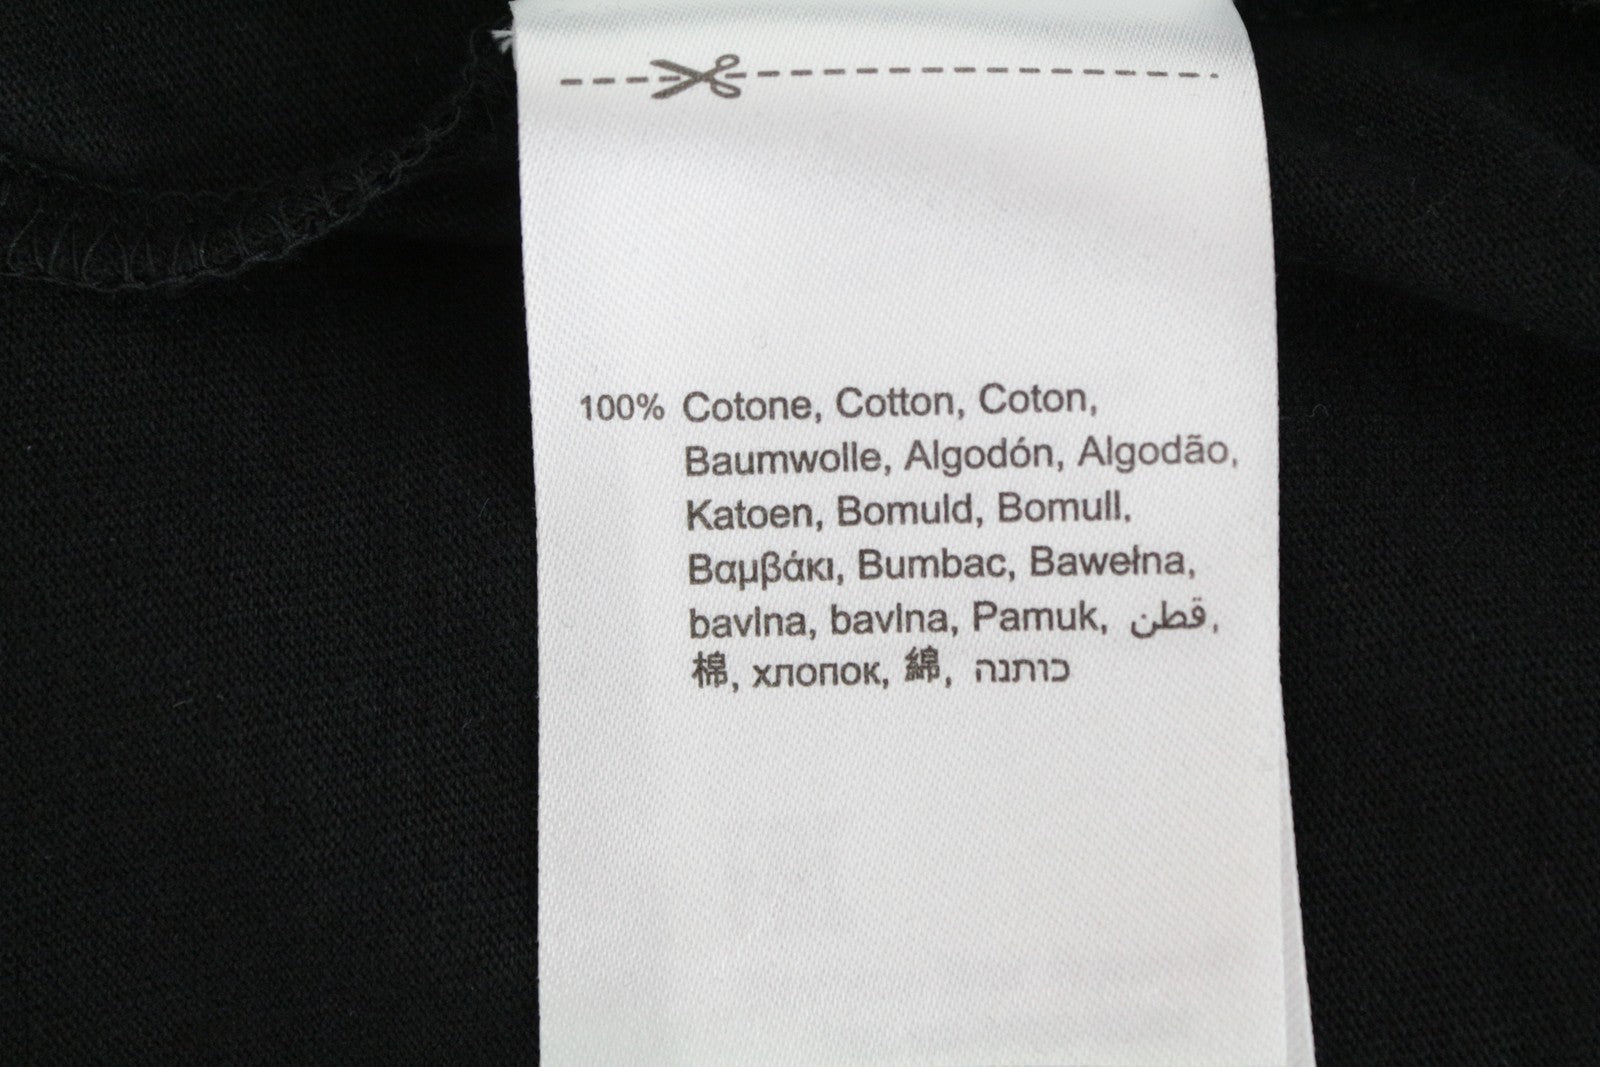 100% Cotone, Cotton, Coton,
Baumwolle, Algodón, Algodão,
Katoen, Bomuld, Bomull,
Βαμβάκι, Bumbac, Bawełna,
bavlna, bavlna, Pamuk, قطن,
棉, хлопок, 綿, כותנה